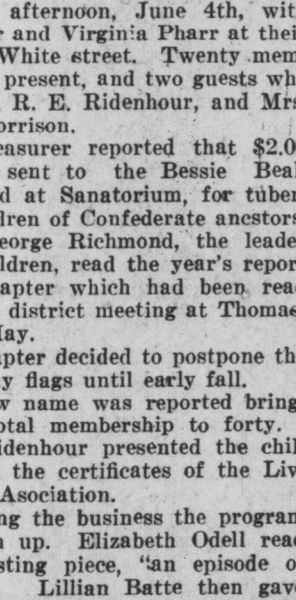 afternoon, June 4th, wit
r and Virginia Pharr at thei
White street. Twenty mem
present, and two guests wh
. R. E. Ridenhour, and Mrs
orrison.
easurer reported that $2.0
sent to the Bessie Beal
d at Sanatorium, for tuber
dren of Confederate ancestors
eorge Richmond, the leade
ildren, read the year's repor
apter which had been rea
district meeting at Thomas
May.
apter decided to postpone th
ty flags until early fall.
w name was reported bring
otal membership to forty.
idenhour presented the chil
the certificates of the Liv
Asociation.
ng the business the program
n up. Elizabeth Odell rea
sting piece, "an episode o
Lillian Batte then gave